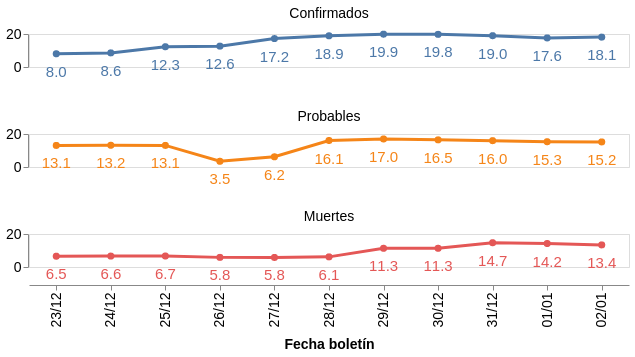 Confirmados
20
0
8.0 8.6 12.3 12.6 17.2 18.9 19.9 19.8 19.0 17.6 18.1
Probables
20
0
13.1 13.2 13.1 3.5 6.2 16.1 17.0 16.5 16.0 15.3 15.2
Muertes
20
0
6.5 6.6 6.7 5.8 5.8 6.1 11.3 11.3 14.7 14.2 13.4
23/12 24/12 25/12 26/12 27/12 28/12 29/12 30/12 31/12 01/01 02/01
Fecha boletín